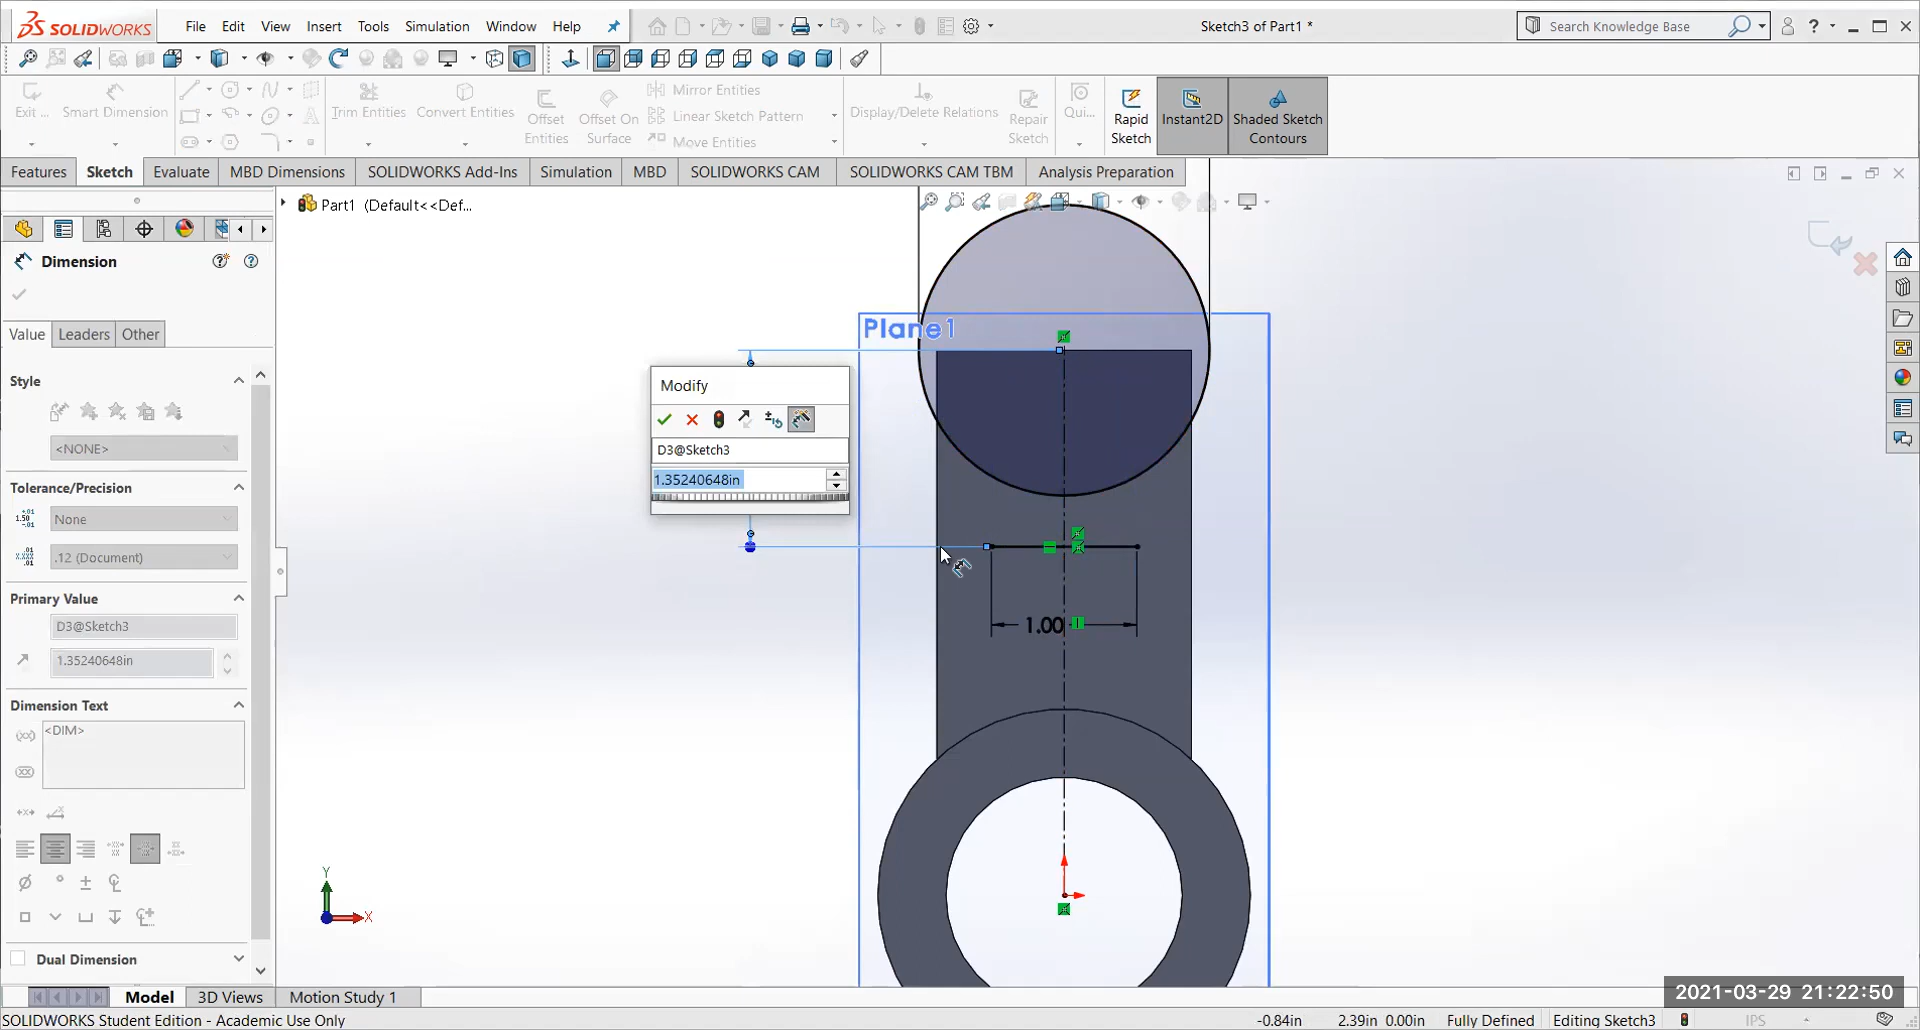 SOLIDWORKS File Edit View Insert Tools Simulation Window Help Sketch3 of Part1 * Search Knowledge Base ?
Exit ... Smart Dimension Trim Entities Convert Entities Offset Entities Offset On Surface Mirror Entities Linear Sketch Pattern Move Entities Display/Delete Relations Repair Sketch Qui... Rapid Sketch Instant2D Shaded Sketch Contours
Features Sketch Evaluate MBD Dimensions SOLIDWORKS Add-Ins Simulation MBD SOLIDWORKS CAM SOLIDWORKS CAM TBM Analysis Preparation
Part1 (Default<<Def...
Dimension
Value Leaders Other
Style
<NONE>
Tolerance/Precision
None
.12 (Document)
Primary Value
D3@Sketch3
1.35240648in
Dimension Text
<DIM>
Dual Dimension
Plane1
Modify
D3@Sketch3
1.35240648in
1.00
Y
X
2021-03-29 21:22:50
Model 3D Views Motion Study 1
SOLIDWORKS Student Edition - Academic Use Only -0.84in 2.39in 0.00in Fully Defined Editing Sketch3 IPS